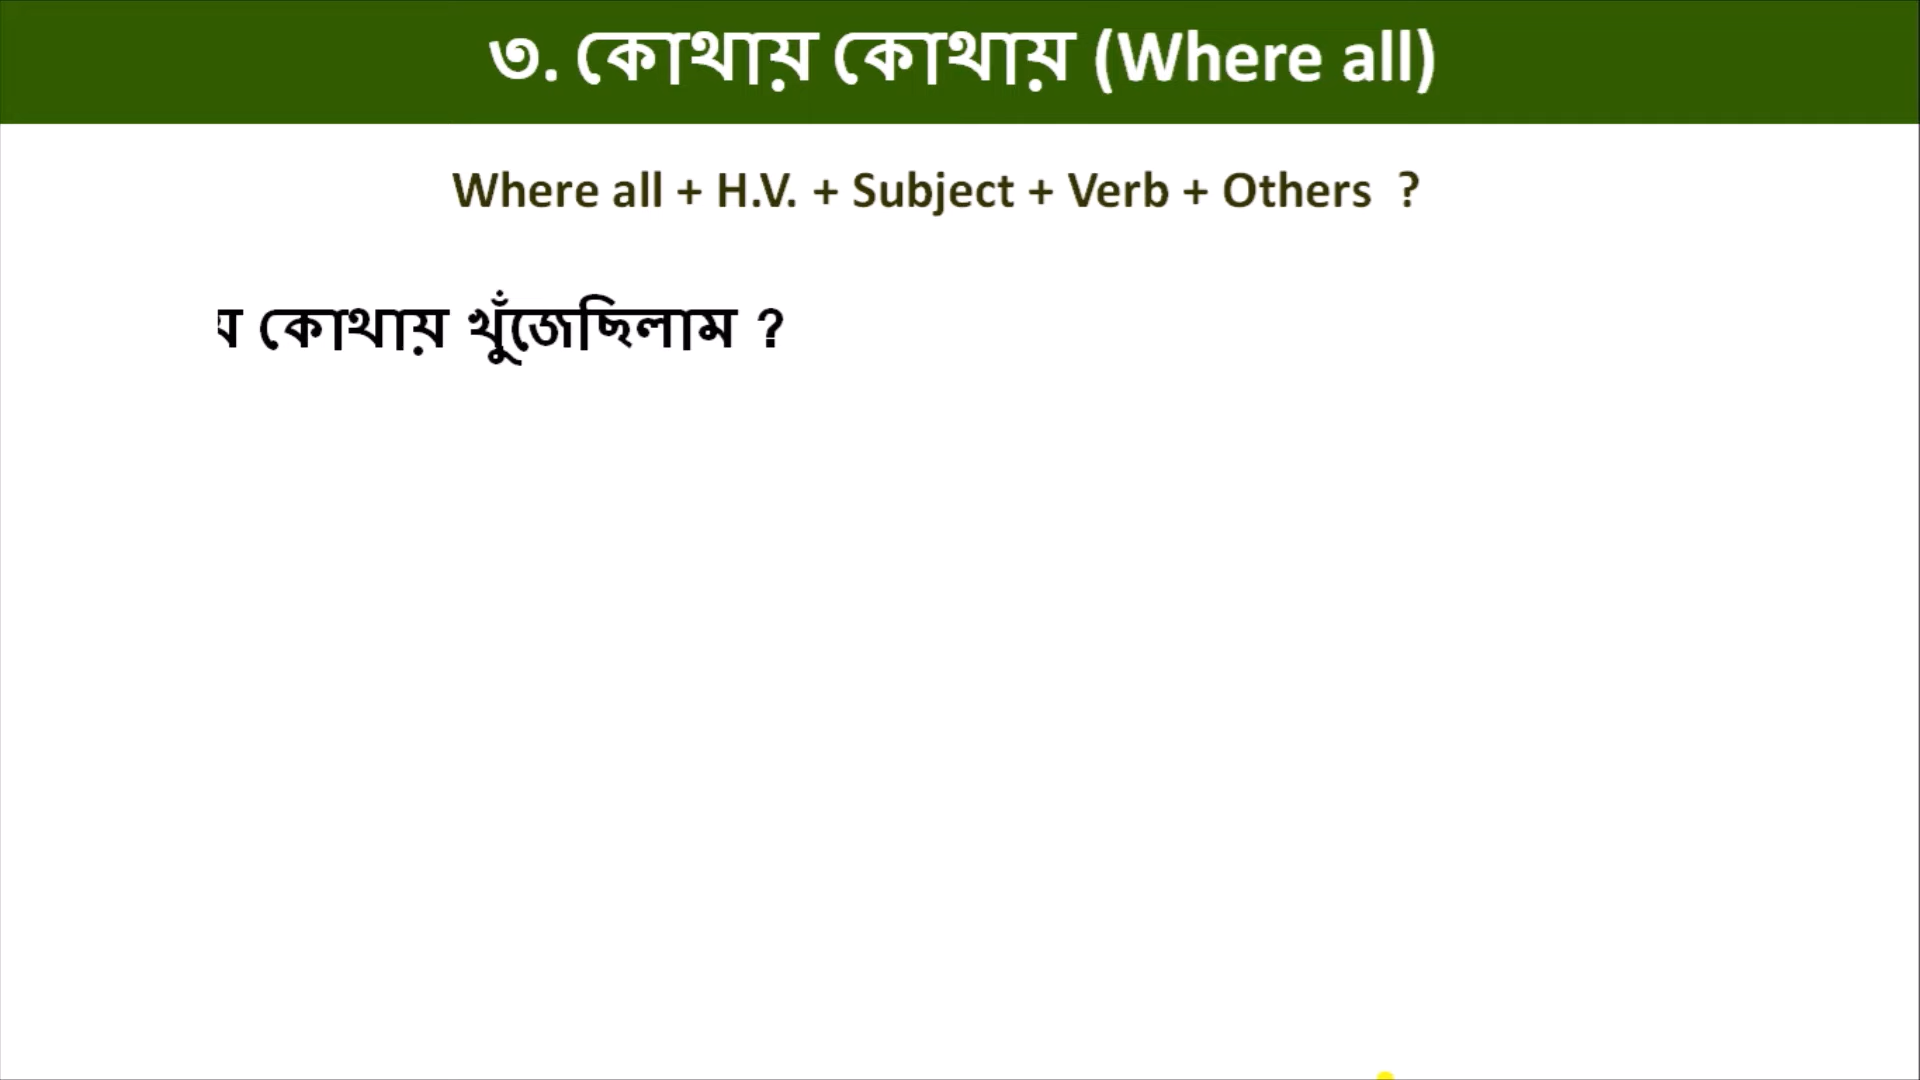 ৩. কোথায় কোথায় (Where all)
Where all + H.V. + Subject + Verb + Others ?
কোথায় খুঁজেছিলাম ?